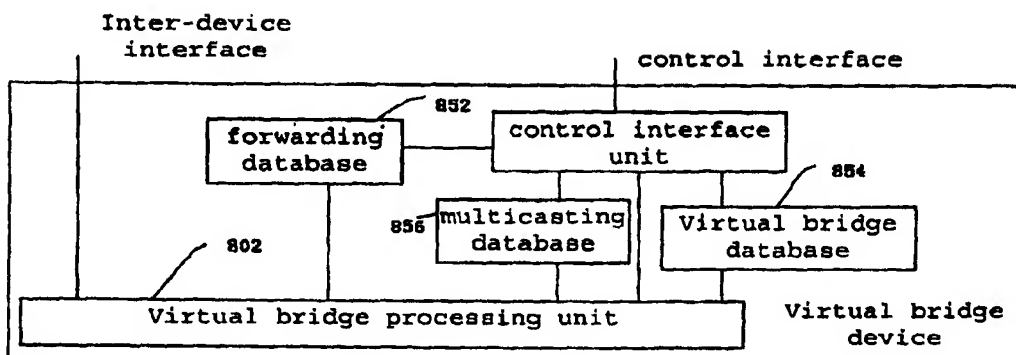 Inter-device
interface
control interface
852
forwarding
database
control interface
unit
854
856
multicasting
database
Virtual bridge
database
802
Virtual bridge processing unit
Virtual bridge
device